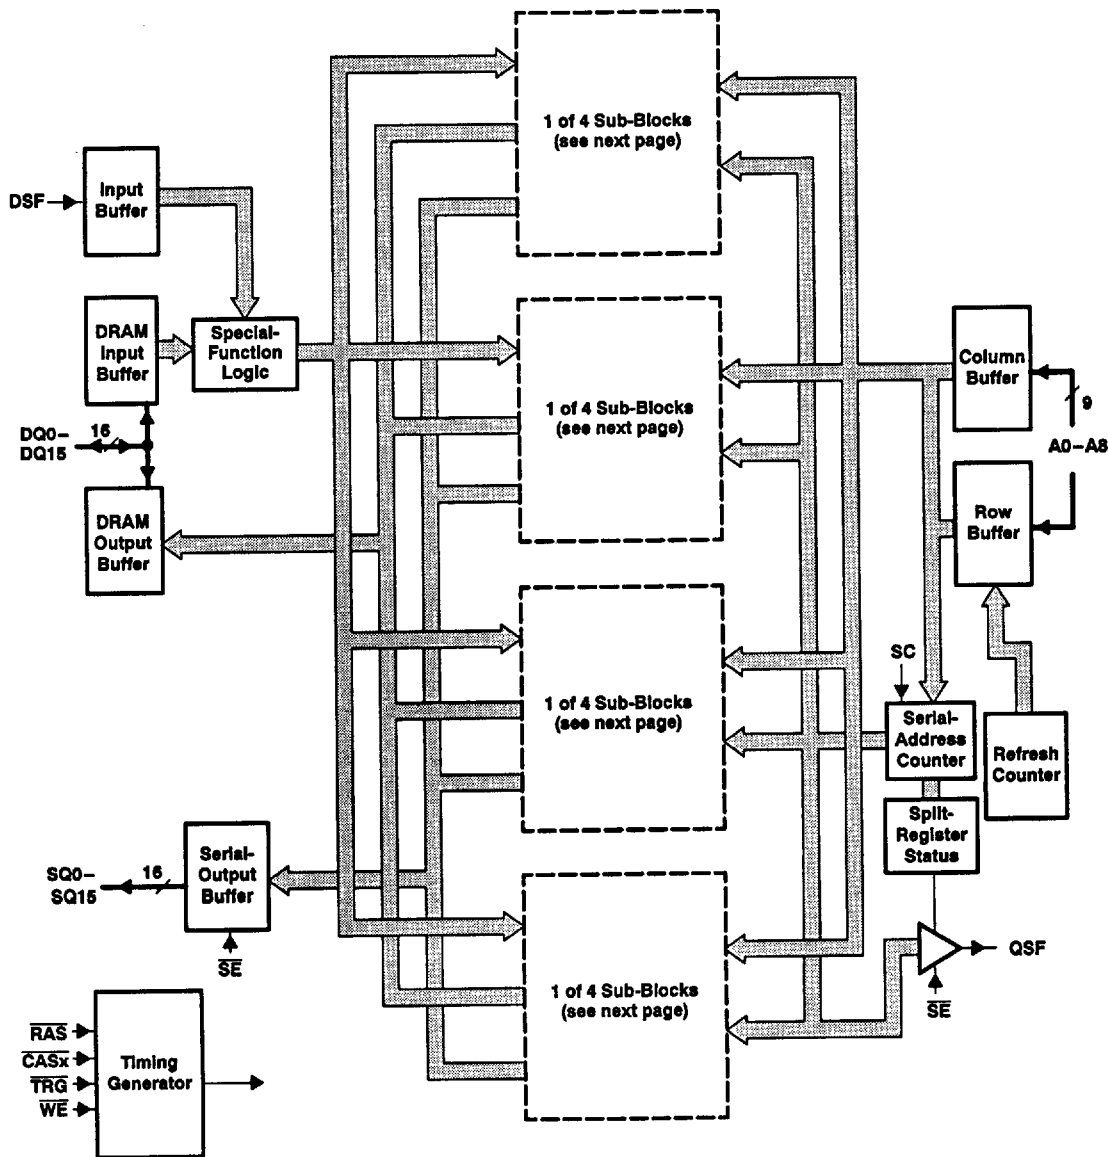 1 of 4 Sub-Blocks
(see next page)
DSF
Input
Buffer
DRAM
Input
Buffer
Special-
Function
Logic
1 of 4 Sub-Blocks
(see next page)
Column
Buffer
9
DQ0–
DQ15
16
A0–A8
DRAM
Output
Buffer
Row
Buffer
1 of 4 Sub-Blocks
(see next page)
SC
Serial-
Address
Counter
Refresh
Counter
Split-
Register
Status
SQ0–
SQ15
16
Serial-
Output
Buffer
SE
1 of 4 Sub-Blocks
(see next page)
QSF
SE
RAS
CASx
TRG
WE
Timing
Generator